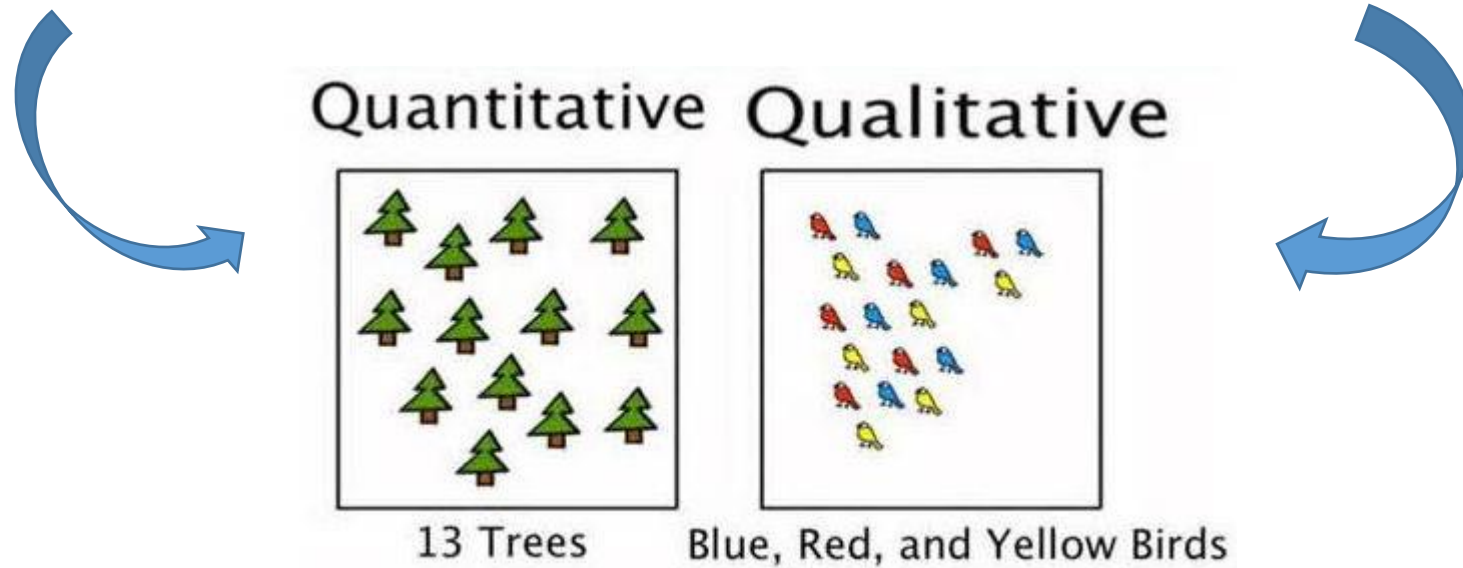 Quantitative Qualitative
13 Trees Blue, Red, and Yellow Birds